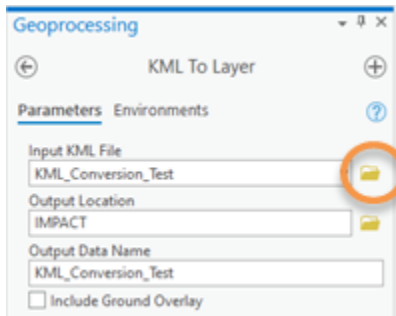 Geoprocessing
KML To Layer
Parameters Environments
Input KML File
KML_Conversion_Test
Output Location
IMPACT
Output Data Name
KML_Conversion_Test
Include Ground Overlay